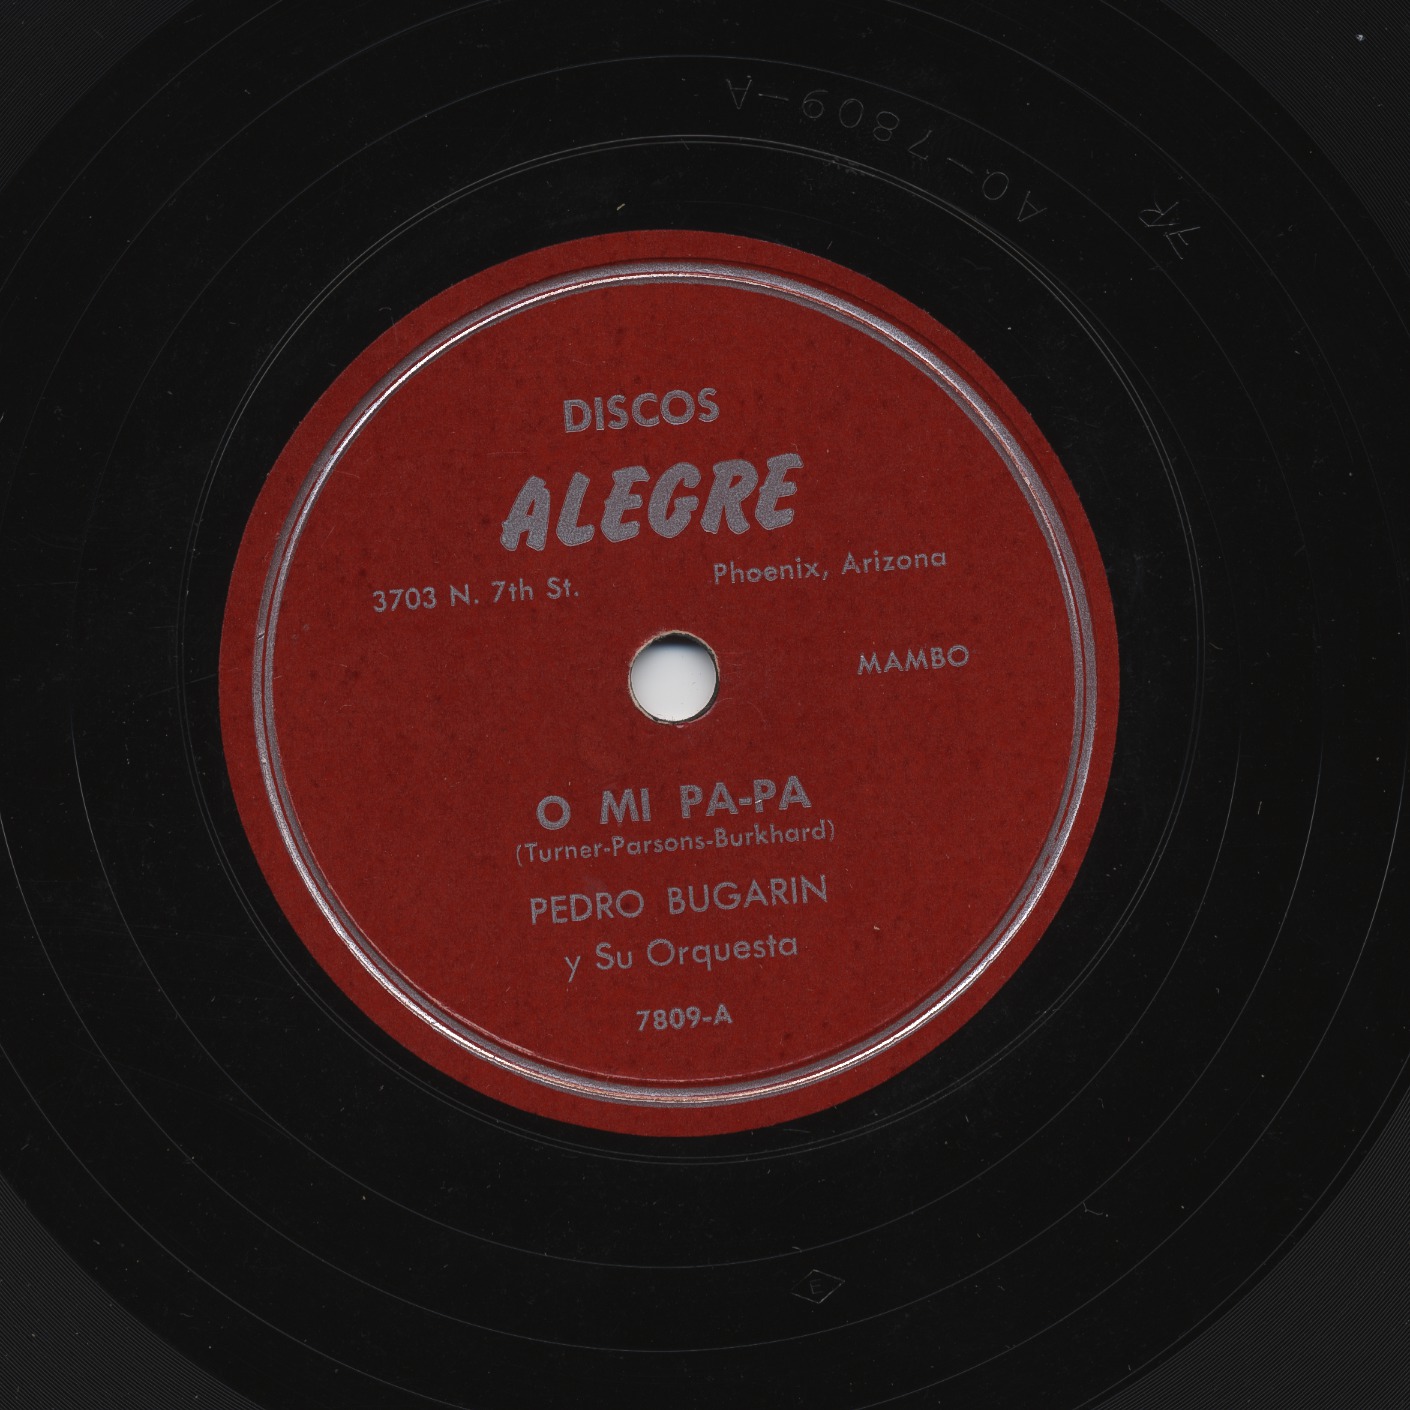 DISCOS
ALEGRE
3703 N. 7th St. Phoenix, Arizona
MAMBO
O MI PA-PA
(Turner-Parsons-Burkhard)
PEDRO BUGARIN
y Su Orquesta
7809-A
AQ-7809-A
E